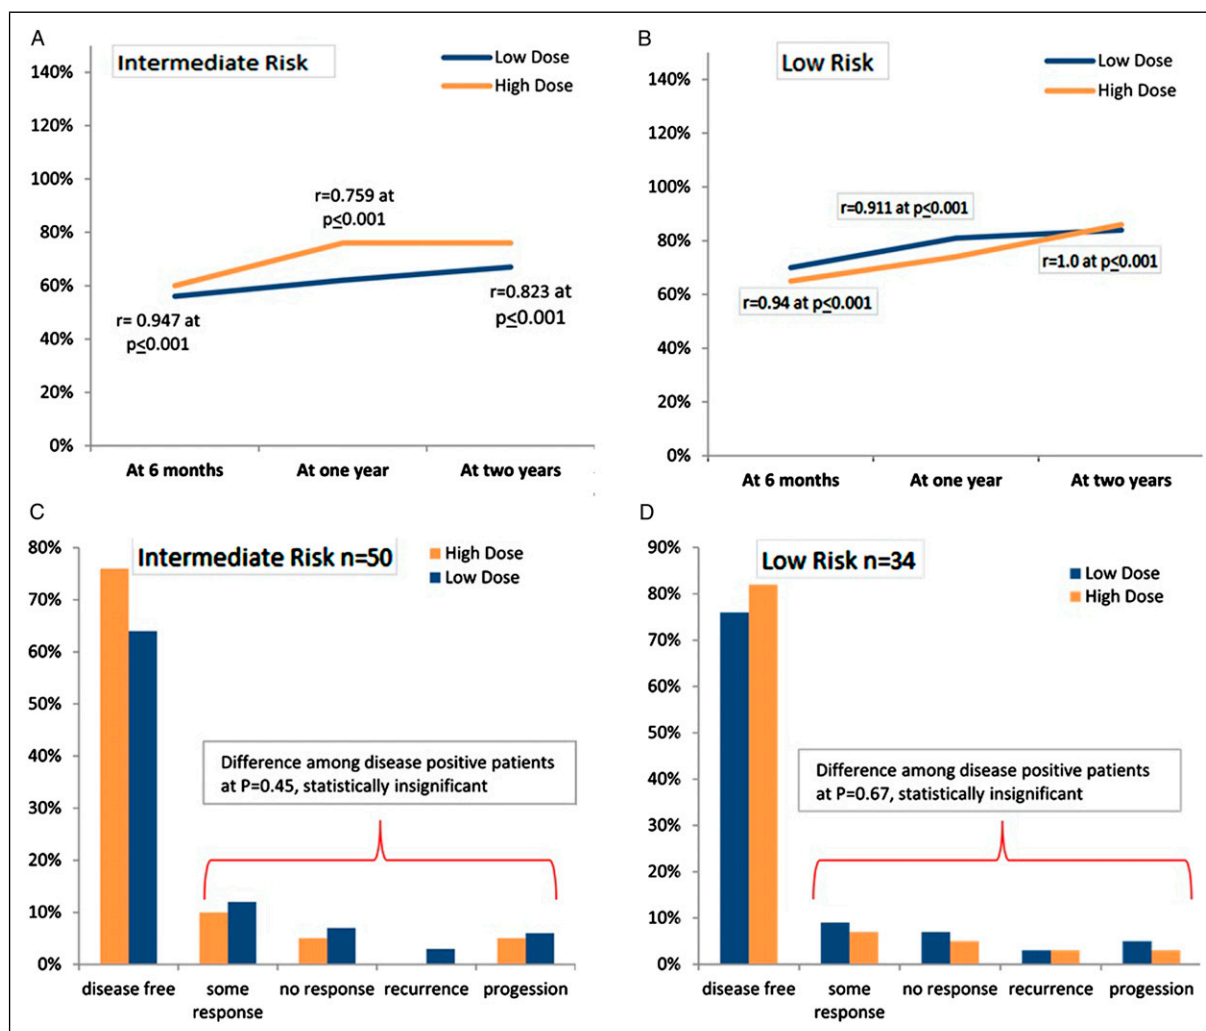 A
Intermediate Risk
Low Dose
High Dose
140%
120%
100%
80%
60%
40%
20%
0%
r=0.759 at
p≤0.001
r= 0.947 at
p≤0.001
r=0.823 at
p≤0.001
At 6 months
At one year
At two years
B
Low Risk
Low Dose
High Dose
140%
120%
100%
80%
60%
40%
20%
0%
r=0.911 at p≤0.001
r=0.94 at p≤0.001
r=1.0 at p≤0.001
At 6 months
At one year
At two years
C
Intermediate Risk n=50
High Dose
Low Dose
80%
70%
60%
50%
40%
30%
20%
10%
0%
Difference among disease positive patients
at P=0.45, statistically insignificant
disease free
some
response
no response
recurrence
progession
D
Low Risk n=34
Low Dose
High Dose
90%
80%
70%
60%
50%
40%
30%
20%
10%
0%
Difference among disease positive patients
at P=0.67, statistically insignificant
disease free
some
response
no response
recurrence
progession